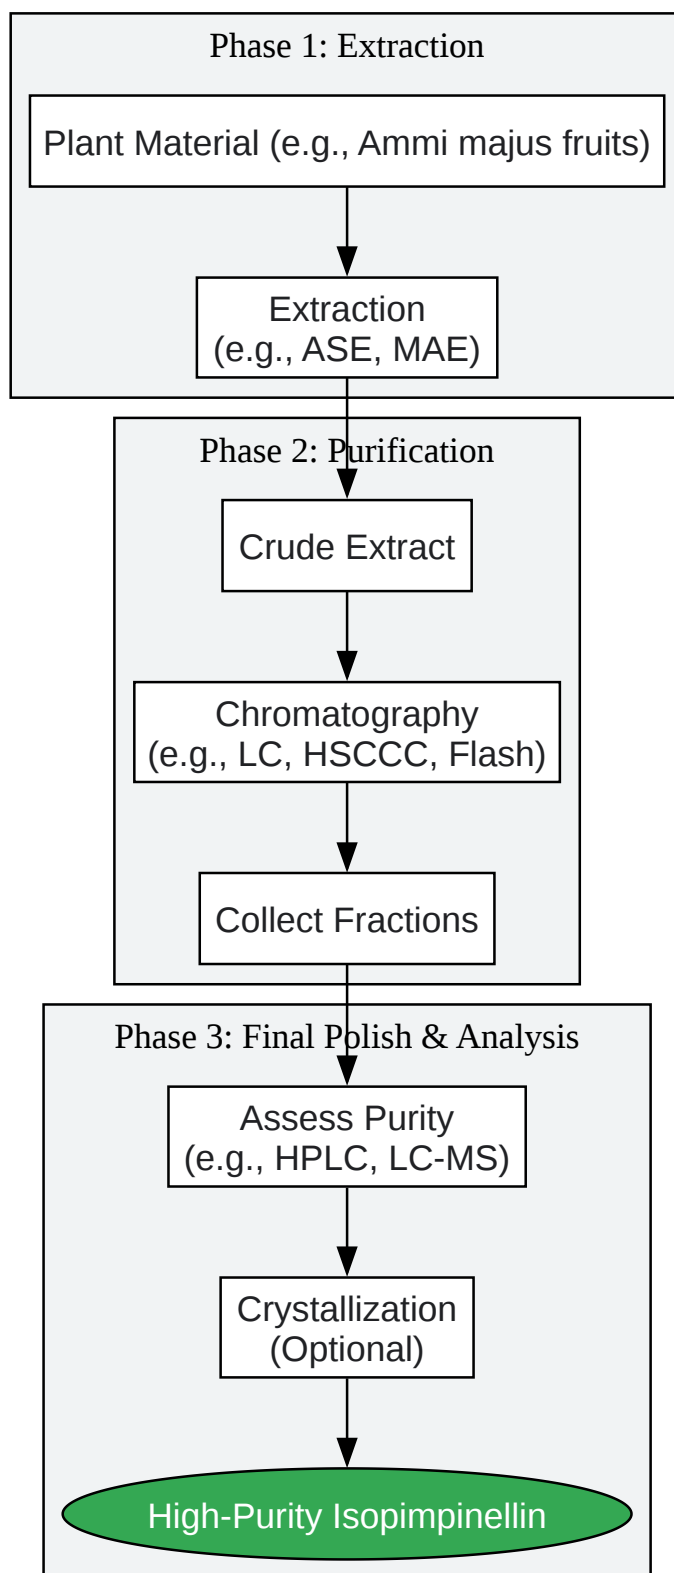 Phase 1: Extraction
Plant Material (e.g., Ammi majus fruits)
Extraction
(e.g., ASE, MAE)
Phase 2: Purification
Crude Extract
Chromatography
(e.g., LC, HSCCC, Flash)
Collect Fractions
Phase 3: Final Polish & Analysis
Assess Purity
(e.g., HPLC, LC-MS)
Crystallization
(Optional)
High-Purity Isopimpinellin